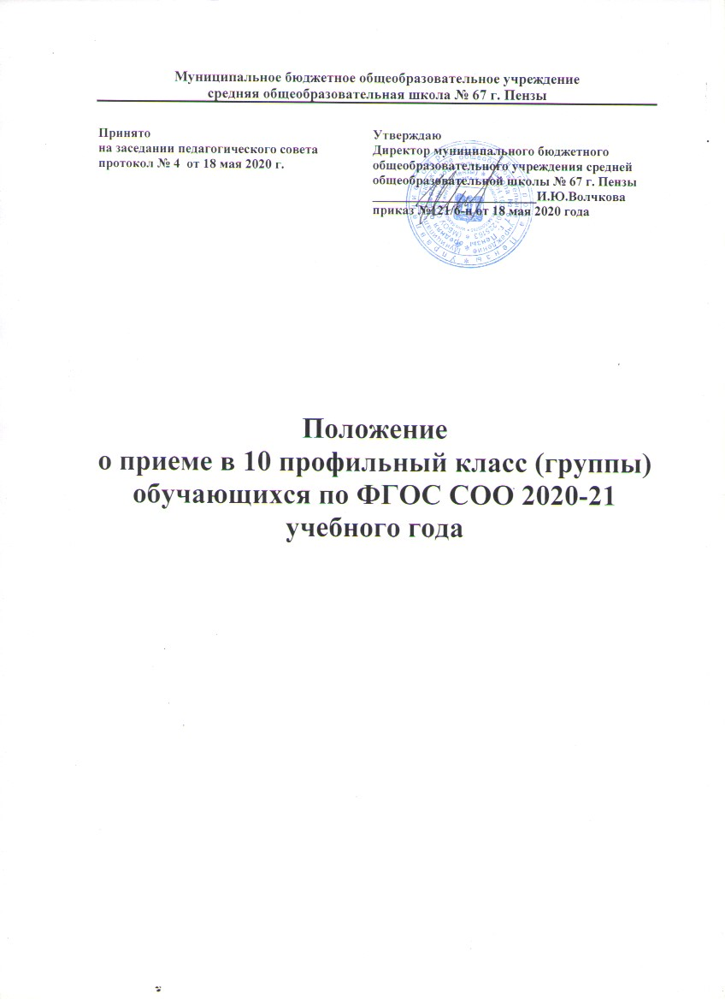 Муниципальное бюджетное общеобразовательное учреждение
средняя общеобразовательная школа № 67 г. Пензы
Принято
на заседании педагогического совета
протокол № 4 от 18 мая 2020 г.
Утверждаю
Директор муниципального бюджетного
общеобразовательного учреждения средней
общеобразовательной школы № 67 г. Пензы
И.Ю.Волчкова
приказ №121/6-п от 18 мая 2020 года
Положение
о приеме в 10 профильный класс (группы)
обучающихся по ФГОС СОО 2020-21
учебного года